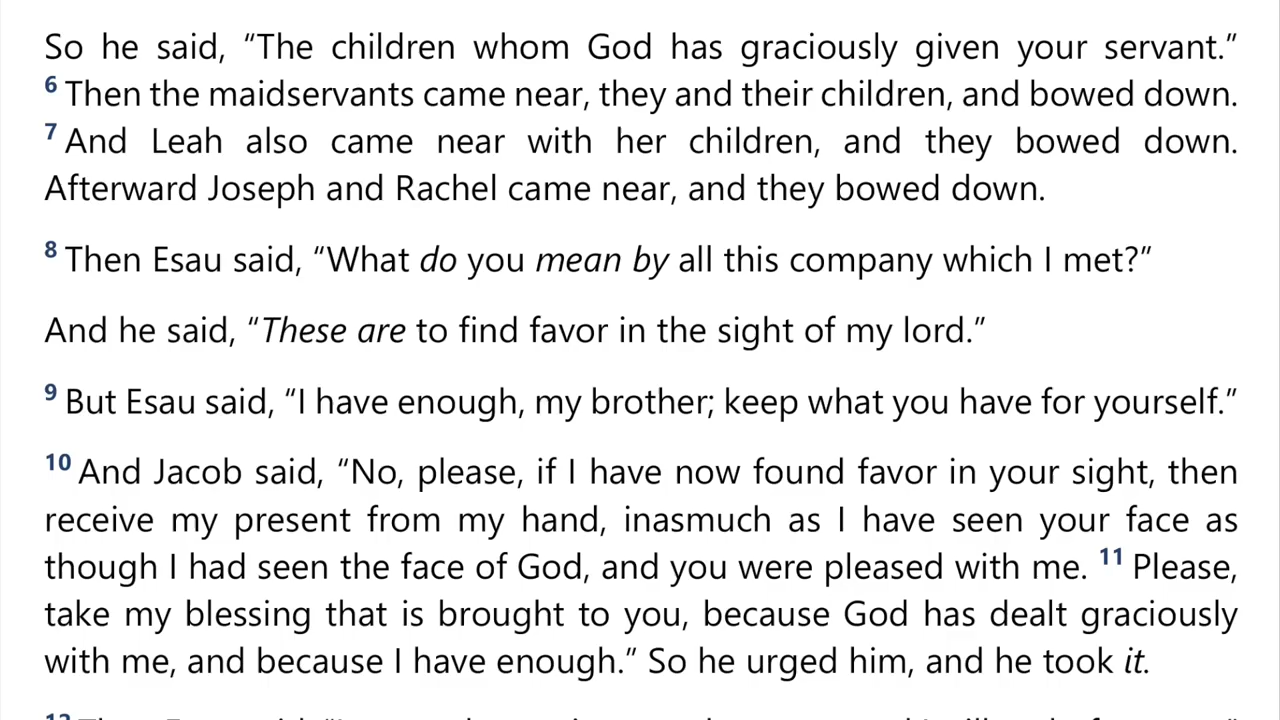 So he said, “The children whom God has graciously given your servant.”
6 Then the maidservants came near, they and their children, and bowed down.
7 And Leah also came near with her children, and they bowed down.
Afterward Joseph and Rachel came near, and they bowed down.
8 Then Esau said, “What do you mean by all this company which I met?”
And he said, “These are to find favor in the sight of my lord.”
9 But Esau said, “I have enough, my brother; keep what you have for yourself.”
10 And Jacob said, “No, please, if I have now found favor in your sight, then
receive my present from my hand, inasmuch as I have seen your face as
though I had seen the face of God, and you were pleased with me. 11 Please,
take my blessing that is brought to you, because God has dealt graciously
with me, and because I have enough.” So he urged him, and he took it.